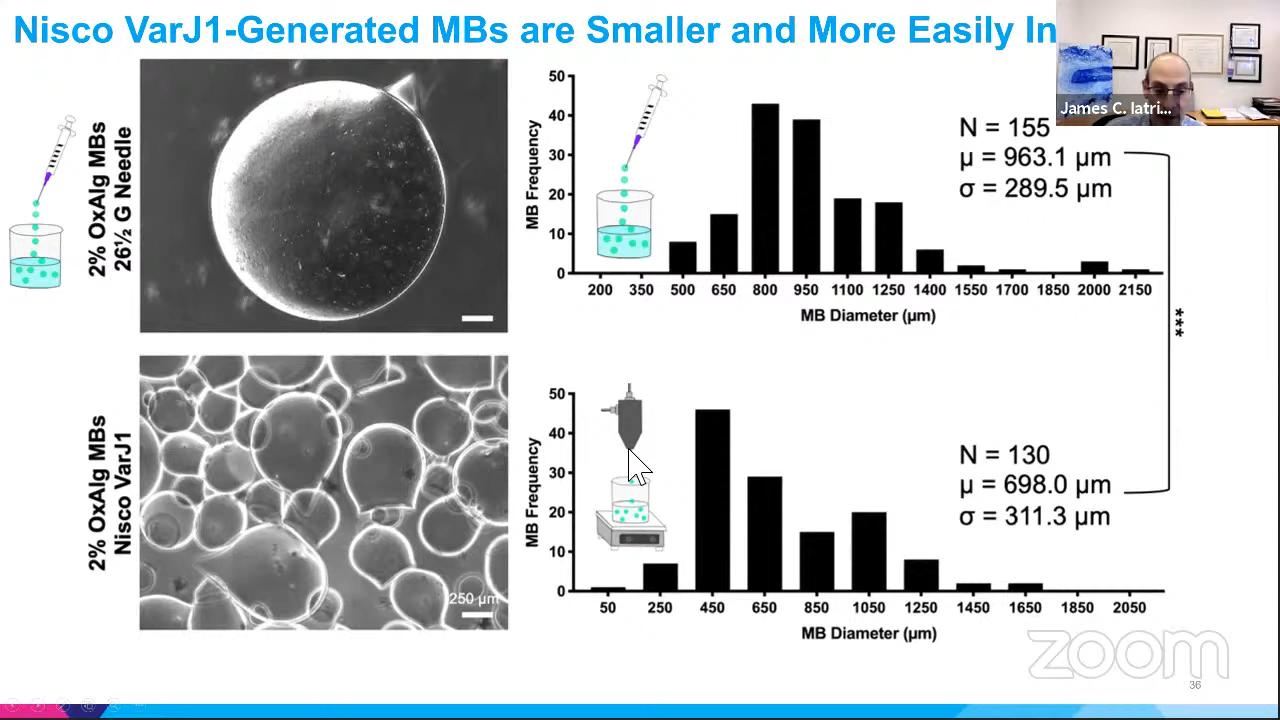 Nisco VarJ1-Generated MBs are Smaller and More Easily In
James C. Iatri...
2% OxAlg MBs
26½ G Needle
MB Frequency
50
40
30
20
10
0
200 350 500 650 800 950 1100 1250 1400 1550 1700 1850 2000 2150
MB Diameter (µm)
N = 155
µ = 963.1 µm
σ = 289.5 µm
***
2% OxAlg MBs
Nisco VarJ1
250 µm
MB Frequency
50
40
30
20
10
0
50 250 450 650 850 1050 1250 1450 1650 1850 2050
MB Diameter (µm)
N = 130
µ = 698.0 µm
σ = 311.3 µm
zoom
36